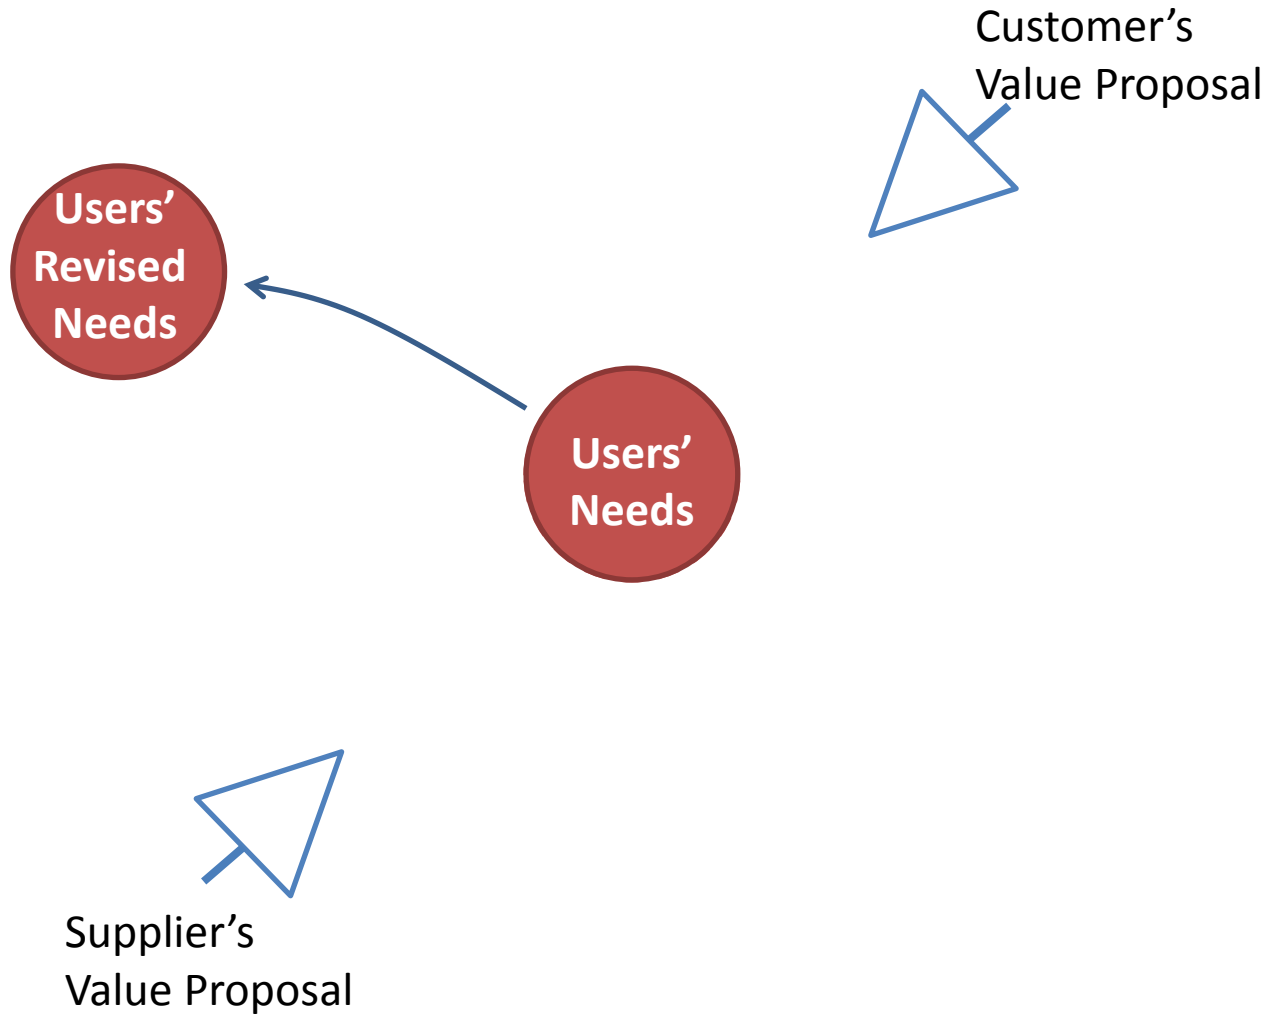 Customer’s
Value Proposal
Users’
Revised
Needs
Users’
Needs
Supplier’s
Value Proposal